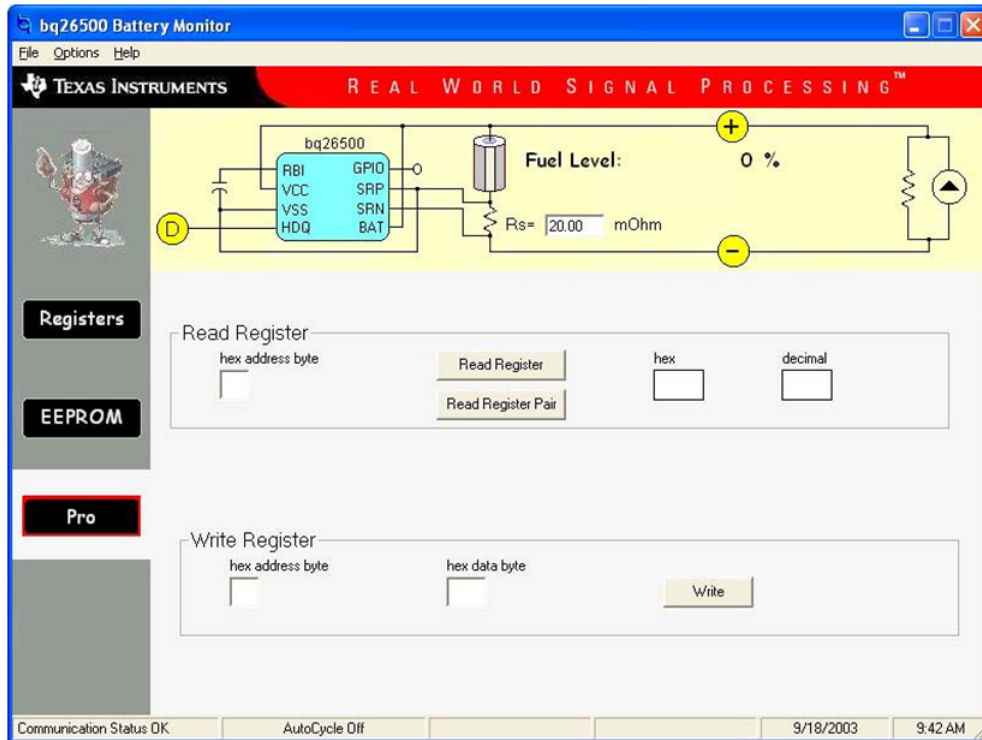 bq26500 Battery Monitor
File Options Help
TEXAS INSTRUMENTS REAL WORLD SIGNAL PROCESSING™
bq26500
RBI GPIO
VCC SRP
VSS SRN
HDQ BAT
D
+
Fuel Level: 0 %
Rs= 20.00 mOhm
−
Registers
EEPROM
Pro
Read Register
hex address byte
Read Register
Read Register Pair
hex
decimal
Write Register
hex address byte
hex data byte
Write
Communication Status OK AutoCycle Off 9/18/2003 9:42 AM